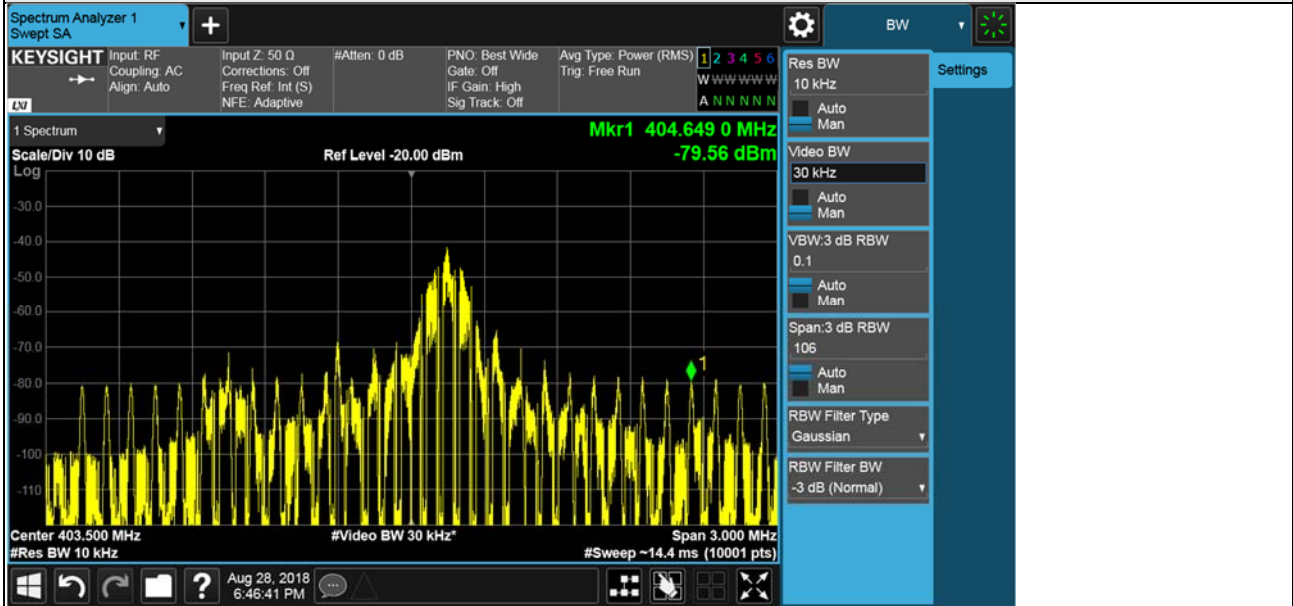 Spectrum Analyzer 1
Swept SA
BW
KEYSIGHT
Input: RF
Coupling: AC
Align: Auto
Input Z: 50 Ω
Corrections: Off
Freq Ref: Int (S)
NFE: Adaptive
#Atten: 0 dB
PNO: Best Wide
Gate: Off
IF Gain: High
Sig Track: Off
Avg Type: Power (RMS)
Trig: Free Run
1 2 3 4 5 6
W W W W W W
A N N N N N
LXI
1 Spectrum
Mkr1 404.649 0 MHz
Scale/Div 10 dB
Ref Level -20.00 dBm
-79.56 dBm
Log
-30.0
-40.0
-50.0
-60.0
-70.0
-80.0
-90.0
-100
-110
1
Center 403.500 MHz
#Video BW 30 kHz*
Span 3.000 MHz
#Res BW 10 kHz
#Sweep ~14.4 ms (10001 pts)
?
Aug 28, 2018
6:46:41 PM
Settings
Res BW
10 kHz
Auto
Man
Video BW
30 kHz
Auto
Man
VBW:3 dB RBW
0.1
Auto
Man
Span:3 dB RBW
106
Auto
Man
RBW Filter Type
Gaussian
RBW Filter BW
-3 dB (Normal)